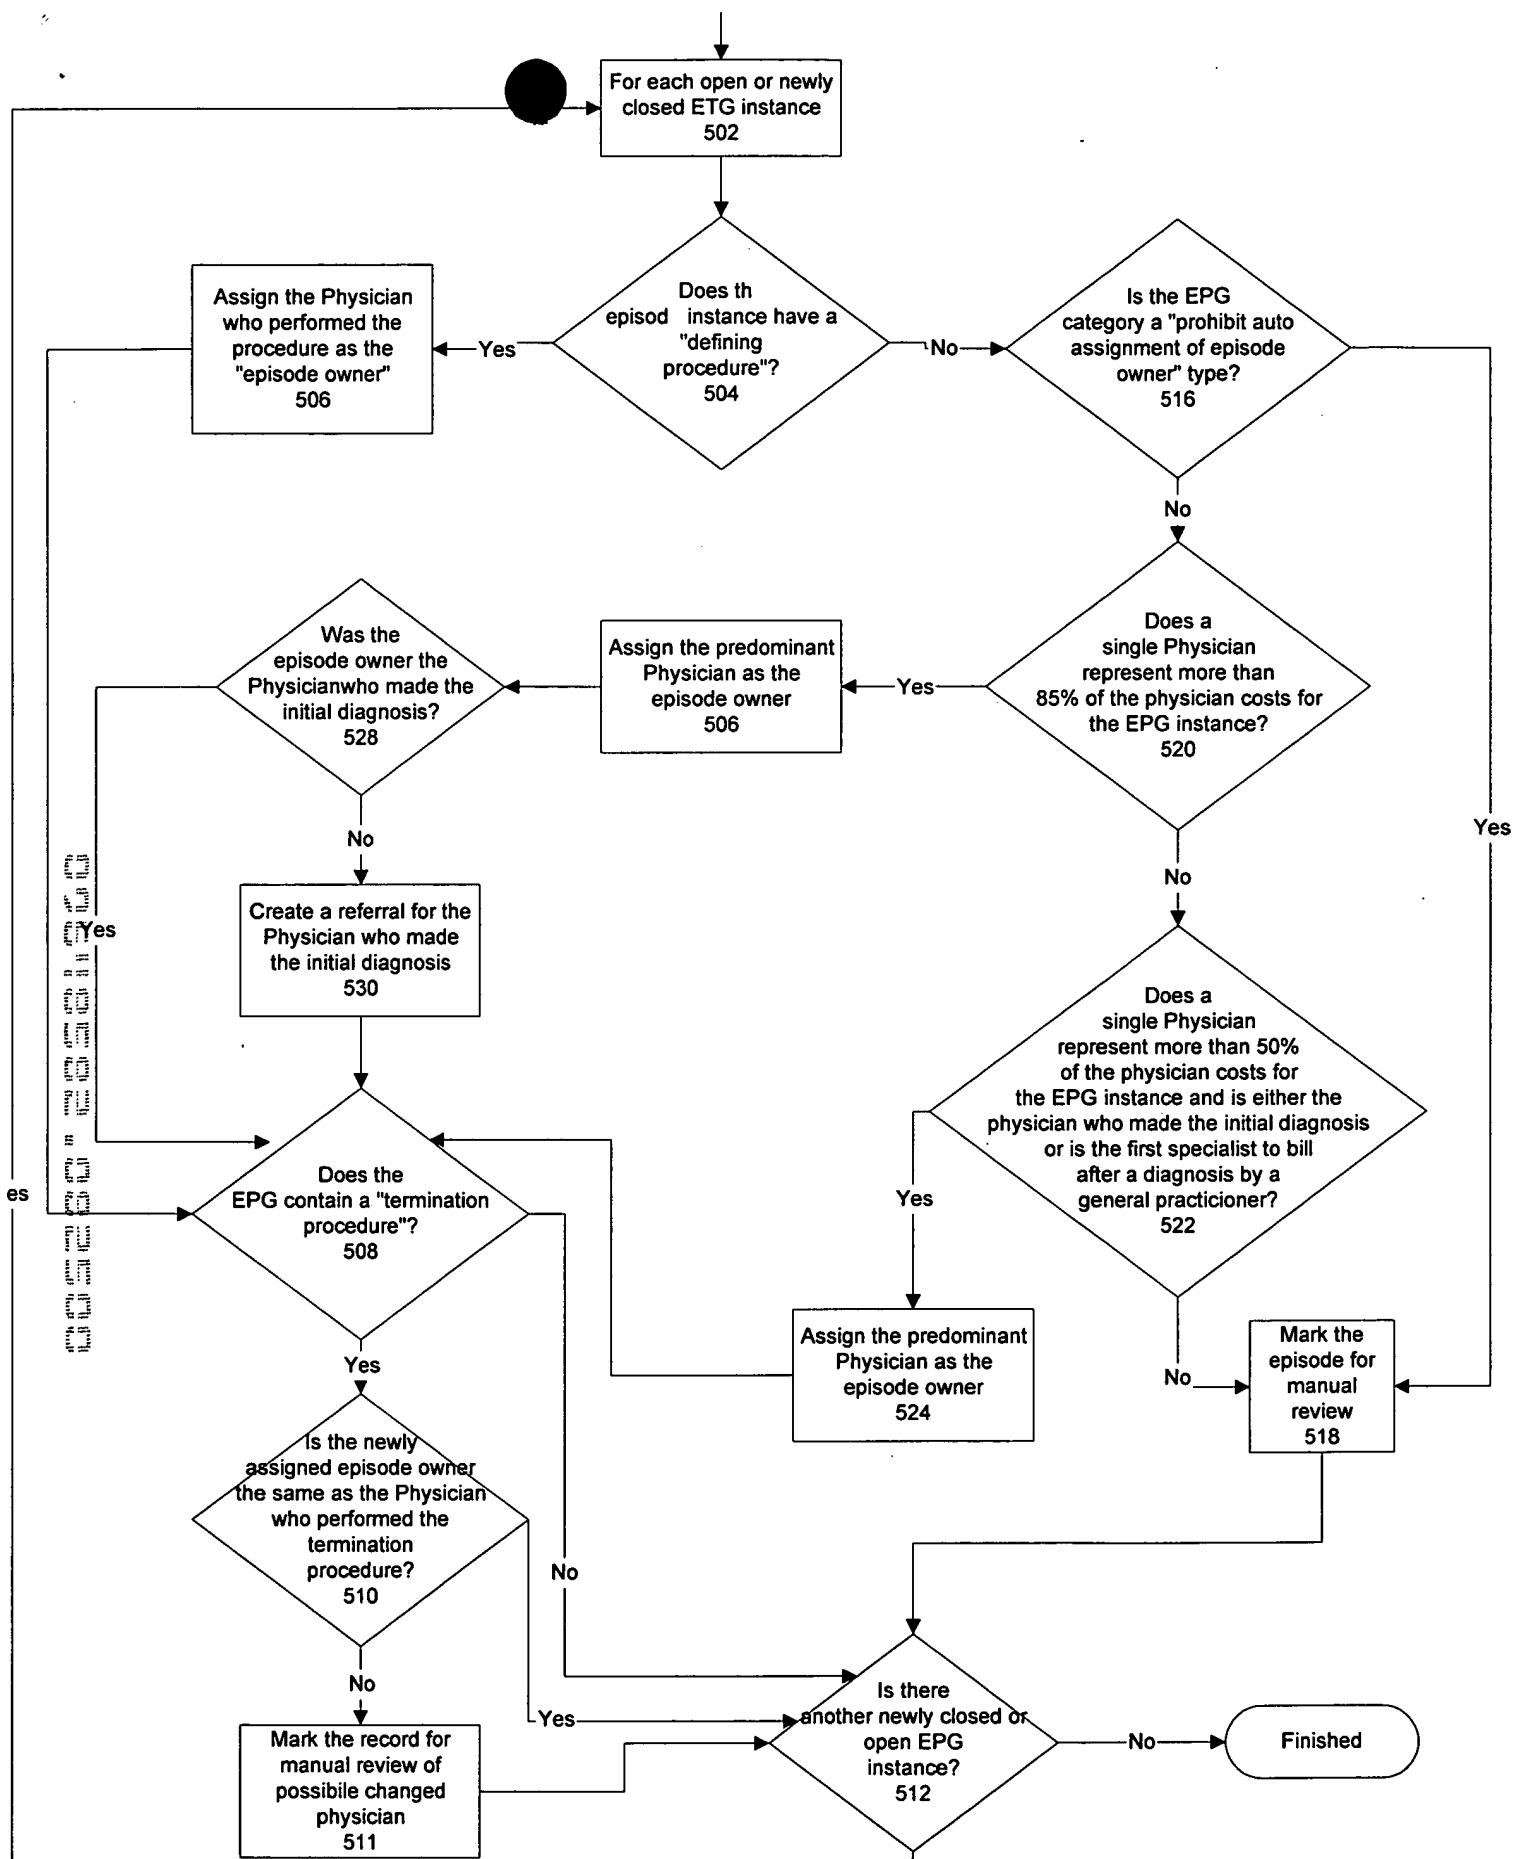 For each open or newly
closed ETG instance
502
Does th
episod instance have a
"defining
procedure"?
504
Yes
Assign the Physician
who performed the
procedure as the
"episode owner"
506
No
Is the EPG
category a "prohibit auto
assignment of episode
owner" type?
516
No
Yes
Does a
single Physician
represent more than
85% of the physician costs for
the EPG instance?
520
Yes
Assign the predominant
Physician as the
episode owner
506
Was the
episode owner the
Physicianwho made the
initial diagnosis?
528
No
Yes
Create a referral for the
Physician who made
the initial diagnosis
530
No
Does a
single Physician
represent more than 50%
of the physician costs for
the EPG instance and is either the
physician who made the initial diagnosis
or is the first specialist to bill
after a diagnosis by a
general practicioner?
522
Yes
Assign the predominant
Physician as the
episode owner
524
No
Mark the
episode for
manual
review
518
Does the
EPG contain a "termination
procedure"?
508
es
Yes
No
Is the newly
assigned episode owner
the same as the Physician
who performed the
termination
procedure?
510
No
Yes
Mark the record for
manual review of
possibile changed
physician
511
Is there
another newly closed or
open EPG
instance?
512
No
Finished